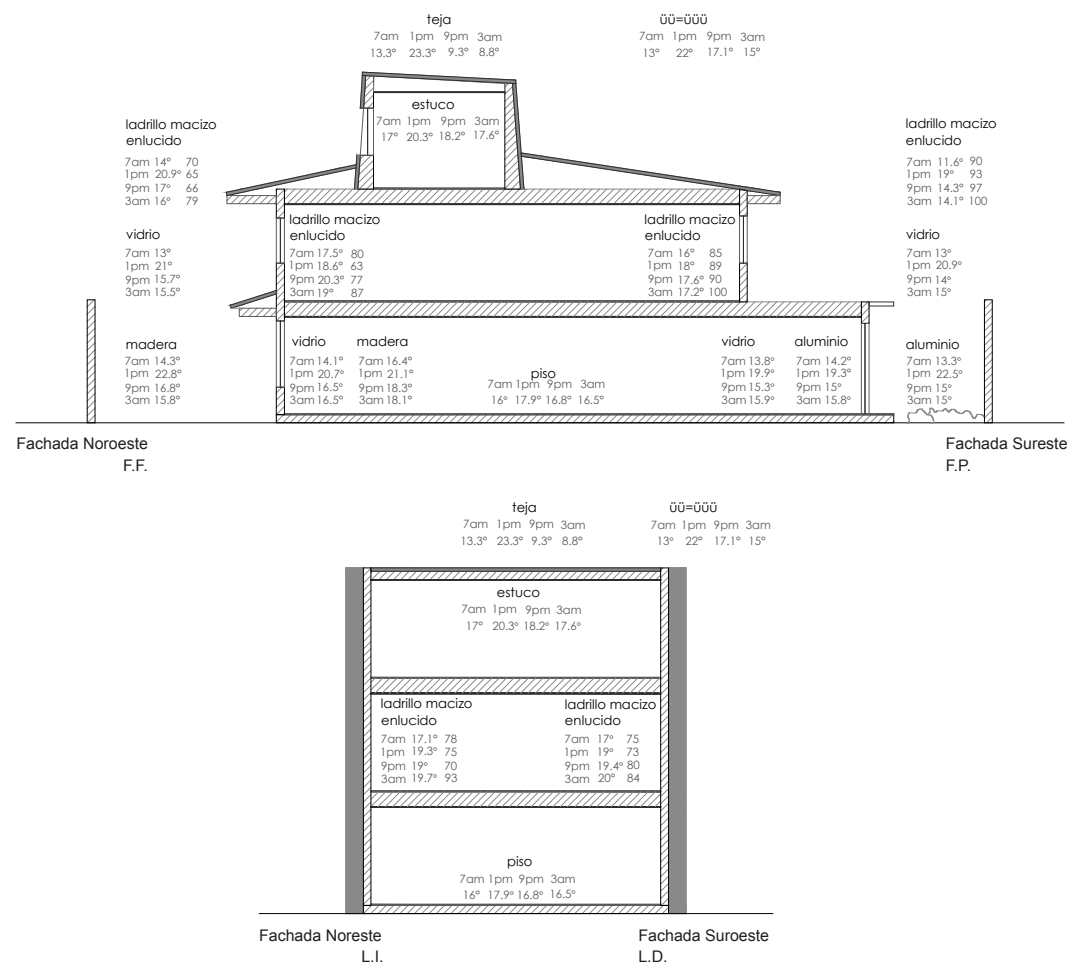 teja
7am 1pm 9pm 3am
13.3° 23.3° 9.3° 8.8°
üü=üüü
7am 1pm 9pm 3am
13° 22° 17.1° 15°
estuco
7am 1pm 9pm 3am
17° 20.3° 18.2° 17.6°
ladrillo macizo
enlucido
7am 14° 70
1pm 20.9° 65
9pm 17° 66
3am 16° 79
vidrio
7am 13°
1pm 21°
9pm 15.7°
3am 15.5°
madera
7am 14.3°
1pm 22.8°
9pm 16.8°
3am 15.8°
ladrillo macizo
enlucido
7am 17.5° 80
1pm 18.6° 63
9pm 20.3° 77
3am 19° 87
ladrillo macizo
enlucido
7am 16° 85
1pm 18° 89
9pm 17.6° 90
3am 17.2° 100
vidrio
7am 14.1°
1pm 20.7°
9pm 16.5°
3am 16.5°
madera
7am 16.4°
1pm 21.1°
9pm 18.3°
3am 18.1°
piso
7am 1pm 9pm 3am
16° 17.9° 16.8° 16.5°
vidrio
7am 13.8°
1pm 19.9°
9pm 15.3°
3am 15.9°
aluminio
7am 14.2°
1pm 19.3°
9pm 15°
3am 15.8°
ladrillo macizo
enlucido
7am 11.6° 90
1pm 19° 93
9pm 14.3° 97
3am 14.1° 100
vidrio
7am 13°
1pm 20.9°
9pm 14°
3am 15°
aluminio
7am 13.3°
1pm 22.5°
9pm 15°
3am 15°
Fachada Noroeste
F.F.
Fachada Sureste
F.P.
teja
7am 1pm 9pm 3am
13.3° 23.3° 9.3° 8.8°
üü=üüü
7am 1pm 9pm 3am
13° 22° 17.1° 15°
estuco
7am 1pm 9pm 3am
17° 20.3° 18.2° 17.6°
ladrillo macizo
enlucido
7am 17.1° 78
1pm 19.3° 75
9pm 19° 70
3am 19.7° 93
ladrillo macizo
enlucido
7am 17° 75
1pm 19° 73
9pm 19.4° 80
3am 20° 84
piso
7am 1pm 9pm 3am
16° 17.9° 16.8° 16.5°
Fachada Noreste
L.I.
Fachada Suroeste
L.D.